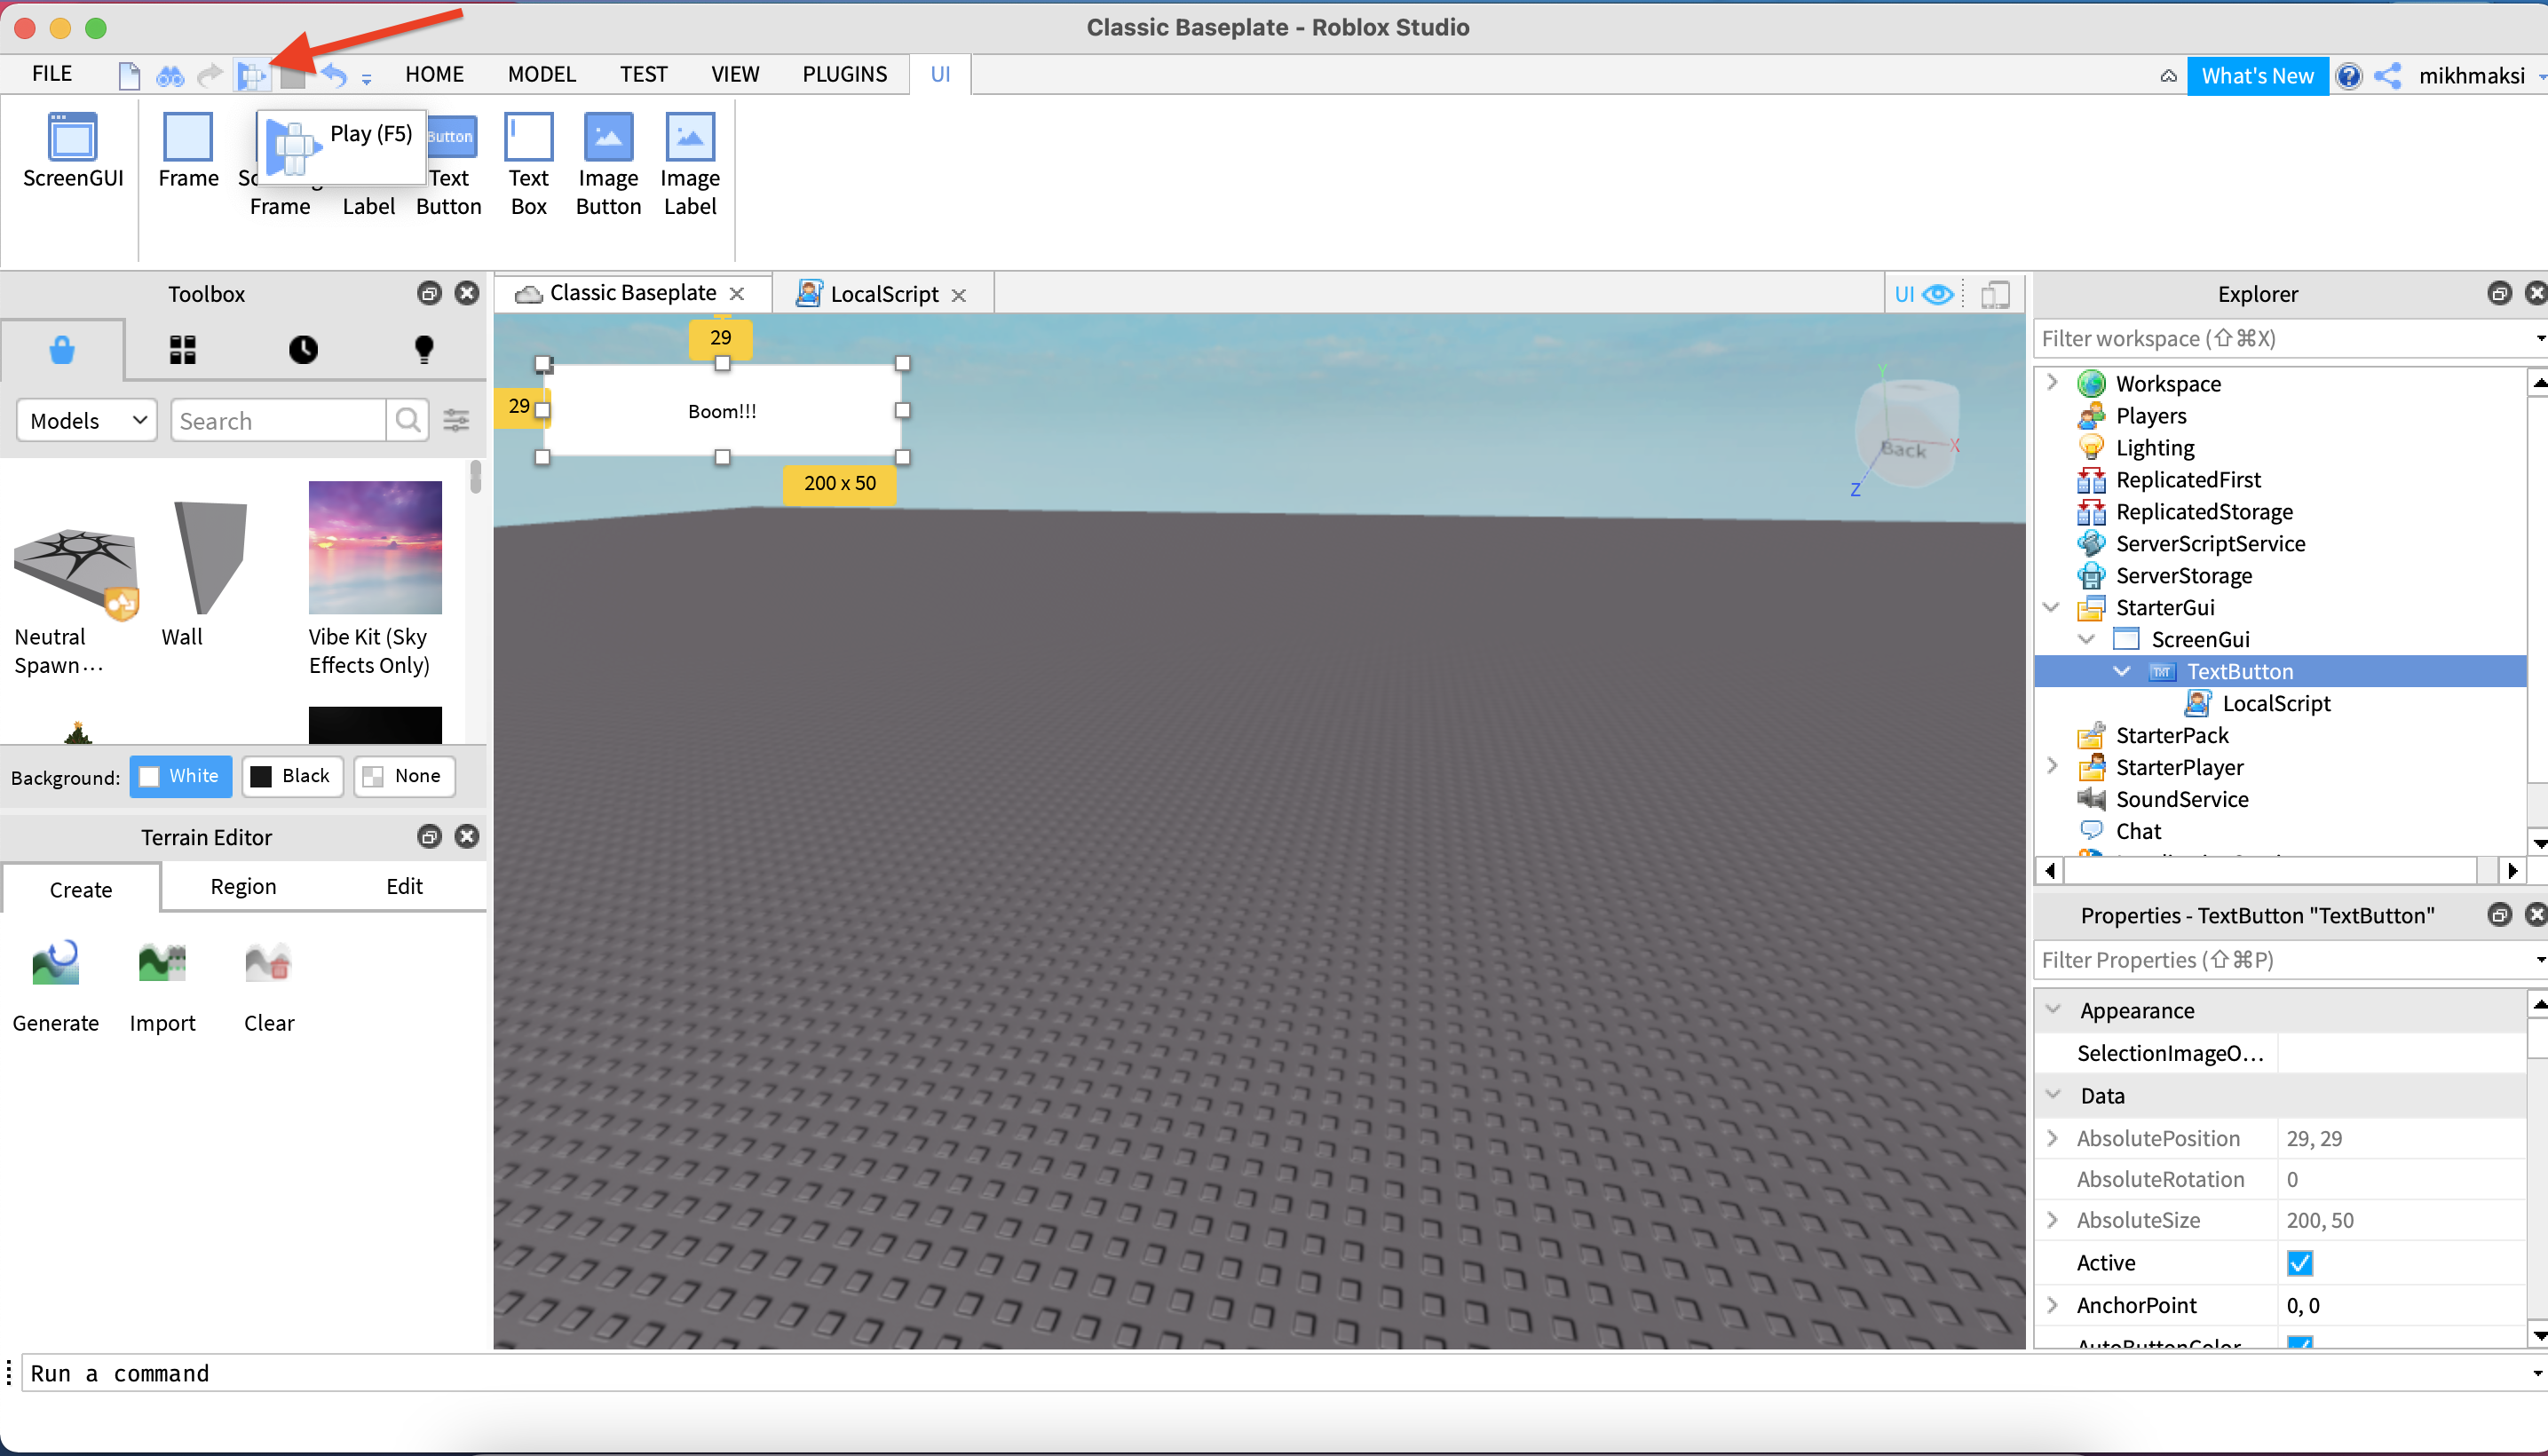 Classic Baseplate - Roblox Studio
FILE
HOME
MODEL
TEST
VIEW
PLUGINS
UI
What's New
mikhmaksi
Play (F5)
ScreenGUI
Frame
Frame
Label
Button
Text
Button
Text
Box
Image
Button
Image
Label
Toolbox
Models
Search
Neutral
Spawn...
Wall
Vibe Kit (Sky
Effects Only)
Background:
White
Black
None
Terrain Editor
Create
Region
Edit
Generate
Import
Clear
Classic Baseplate
LocalScript
UI
29
29
Boom!!!
200 x 50
Y
X
Back
Z
Explorer
Filter workspace (⇧⌘X)
Workspace
Players
Lighting
ReplicatedFirst
ReplicatedStorage
ServerScriptService
ServerStorage
StarterGui
ScreenGui
TXT
TextButton
LocalScript
StarterPack
StarterPlayer
SoundService
Chat
Properties - TextButton "TextButton"
Filter Properties (⇧⌘P)
Appearance
SelectionImageO...
Data
AbsolutePosition 29, 29
AbsoluteRotation 0
AbsoluteSize 200, 50
Active
AnchorPoint 0, 0
AutoButtonColor
Run a command